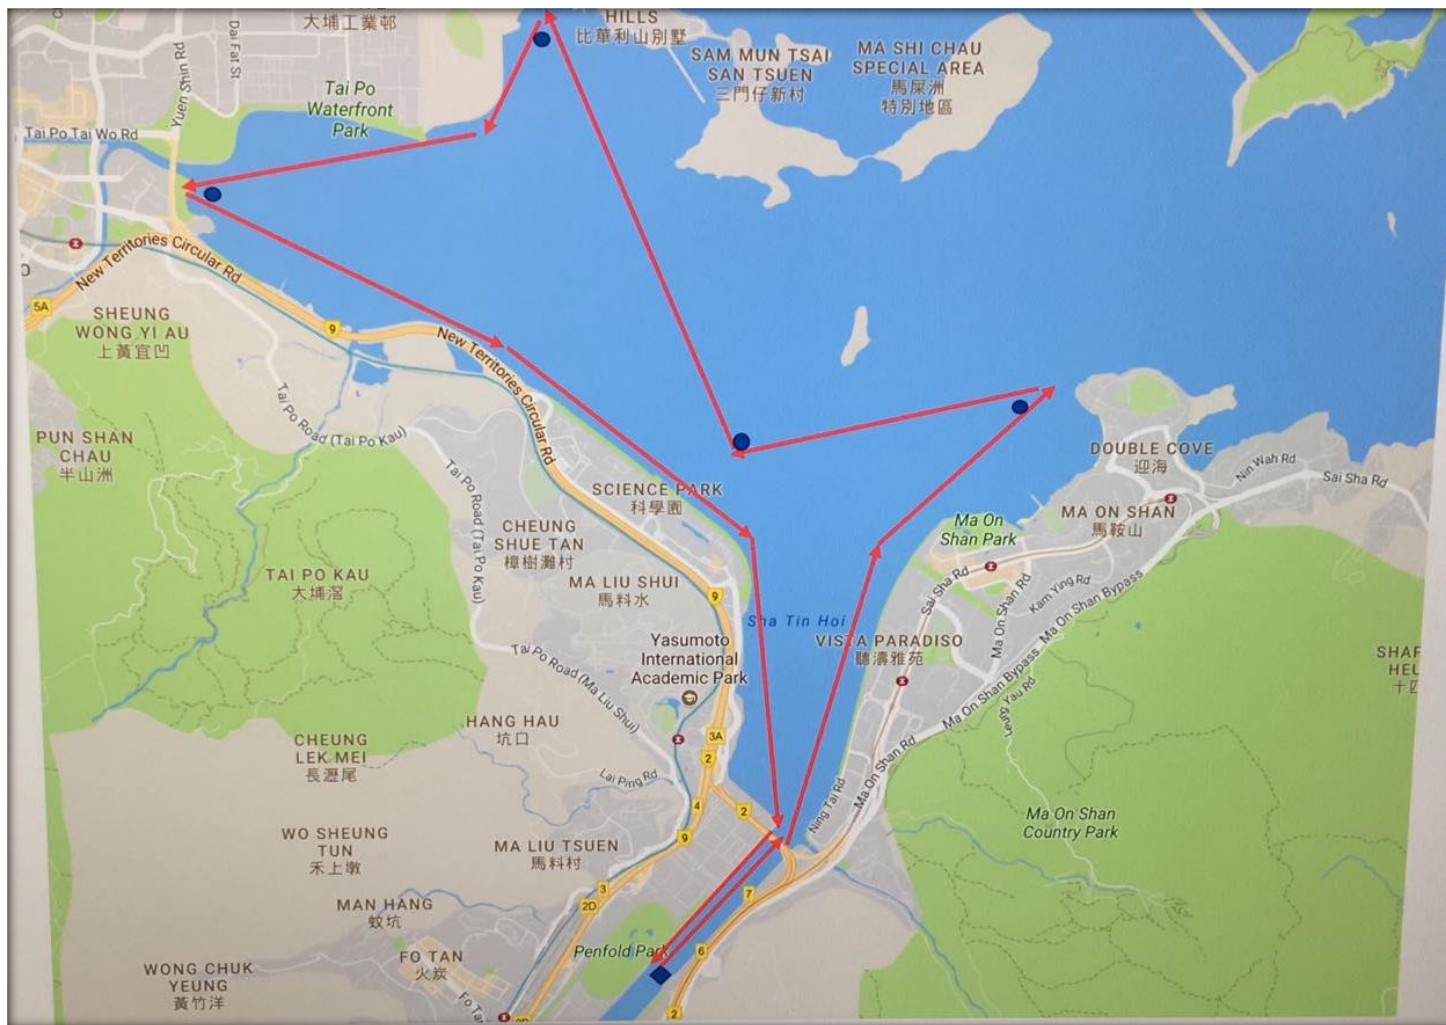 大埔工業邨
Dai Fat St
Yuen Shin Rd
HILLS
比華利山別墅
SAM MUN TSAI
SAN TSUEN
三門仔新村
MA SHI CHAU
SPECIAL AREA
馬屎洲
特別地區
Tai Po
Waterfront
Park
Tai Po Tai Wo Rd
New Territories Circular Rd
5A
9
SHEUNG
WONG YI AU
上黃宜凹
New Territories Circular Rd
Tai Po Road (Tai Po Kau)
PUN SHAN
CHAU
半山洲
Tai Po Road (Tai Po Kau)
SCIENCE PARK
科學園
CHEUNG
SHUE TAN
樟樹灘村
DOUBLE COVE
迎海
Nin Wah Rd
Sai Sha Rd
MA ON SHAN
馬鞍山
Ma On
Shan Park
TAI PO KAU
大埔滘
MA LIU SHUI
馬料水
9
Sai Sha Rd
Ma On Shan Rd
Kam Ying Rd
Ma On Shan Bypass
Ma On Shan Bypass
Sha Tin Hoi
VISTA PARADISO
聽濤雅苑
Yasumoto
International
Academic Park
Tai Po Road (Ma Liu Shui)
HANG HAU
坑口
CHEUNG
LEK MEI
長瀝尾
3A
2
Lai Ping Rd
4
2
9
Ning Tai Rd
Ma On Shan Rd
Ma On Shan
Country Park
WO SHEUNG
TUN
禾上墩
MA LIU TSUEN
馬料村
3
2D
7
MAN HANG
蚊坑
FO TAN
火炭
Penfold Park
6
WONG CHUK
YEUNG
黃竹洋
2